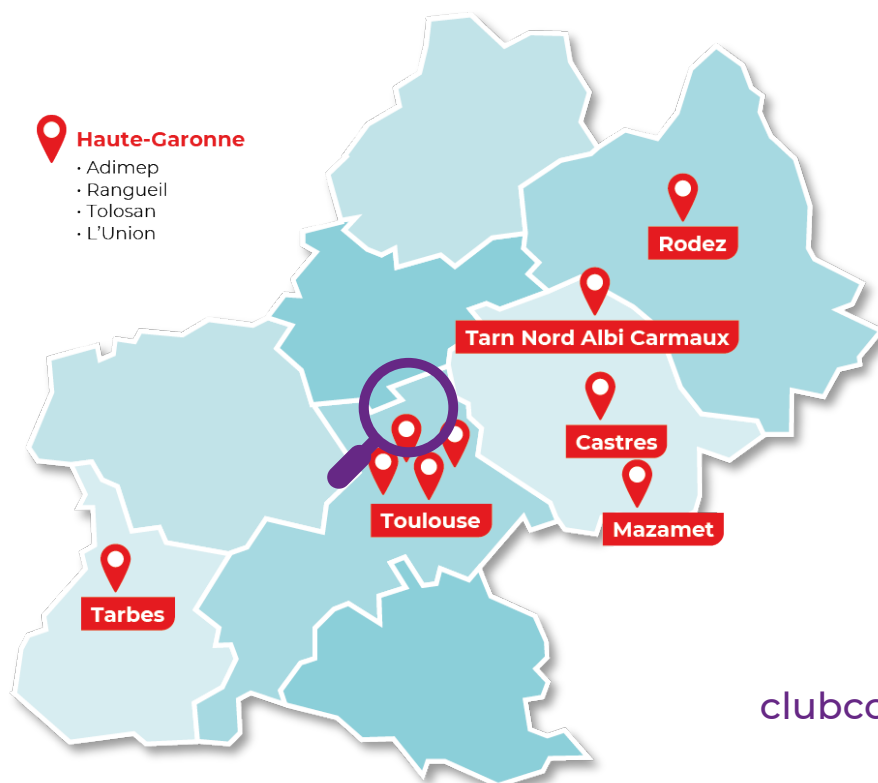 Haute-Garonne
· Adimep
· Rangueil
· Tolosan
· L'Union
Rodez
Tarn Nord Albi Carmaux
Castres
Toulouse
Mazamet
Tarbes
clubco